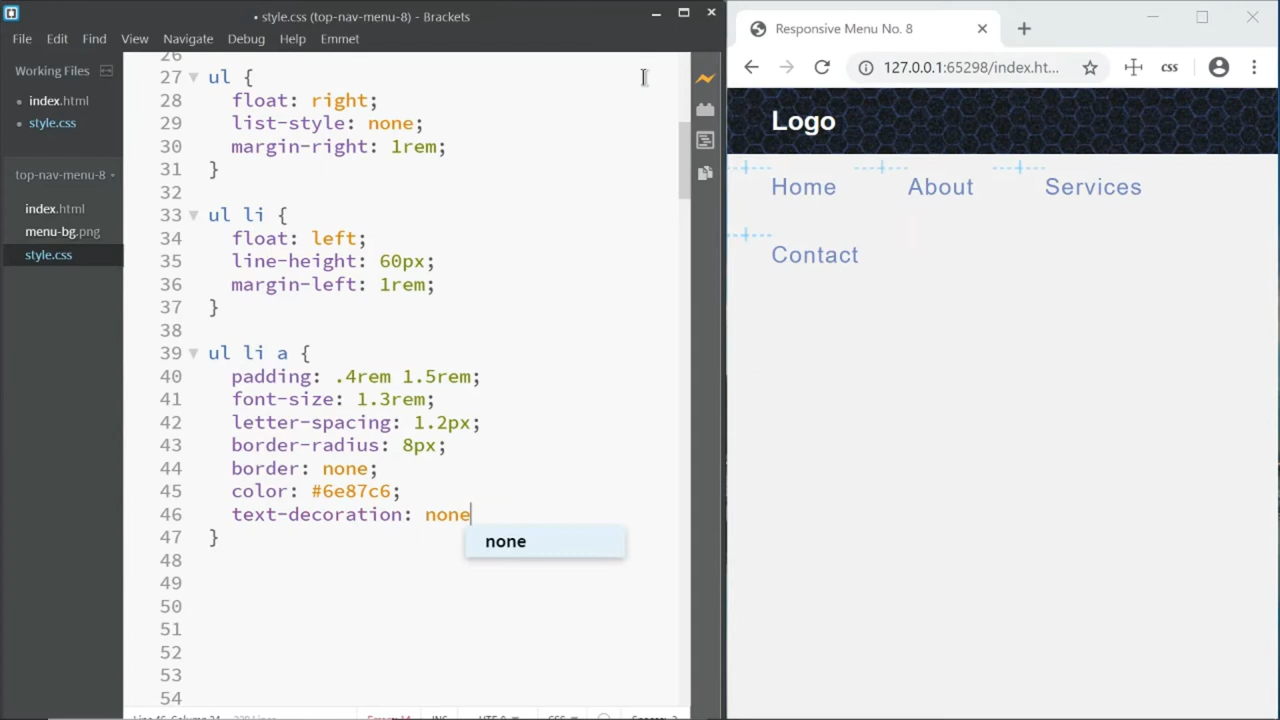 • style.css (top-nav-menu-8) - Brackets
File Edit Find View Navigate Debug Help Emmet
Working Files
index.html
style.css
top-nav-menu-8
index.html
menu-bg.png
style.css
26
27 ul {
28 float: right;
29 list-style: none;
30 margin-right: 1rem;
31 }
32
33 ul li {
34 float: left;
35 line-height: 60px;
36 margin-left: 1rem;
37 }
38
39 ul li a {
40 padding: .4rem 1.5rem;
41 font-size: 1.3rem;
42 letter-spacing: 1.2px;
43 border-radius: 8px;
44 border: none;
45 color: #6e87c6;
46 text-decoration: none
47 }
none
48
49
50
51
52
53
54
Responsive Menu No. 8
127.0.0.1:65298/index.ht...
css
Logo
Home About Services
Contact